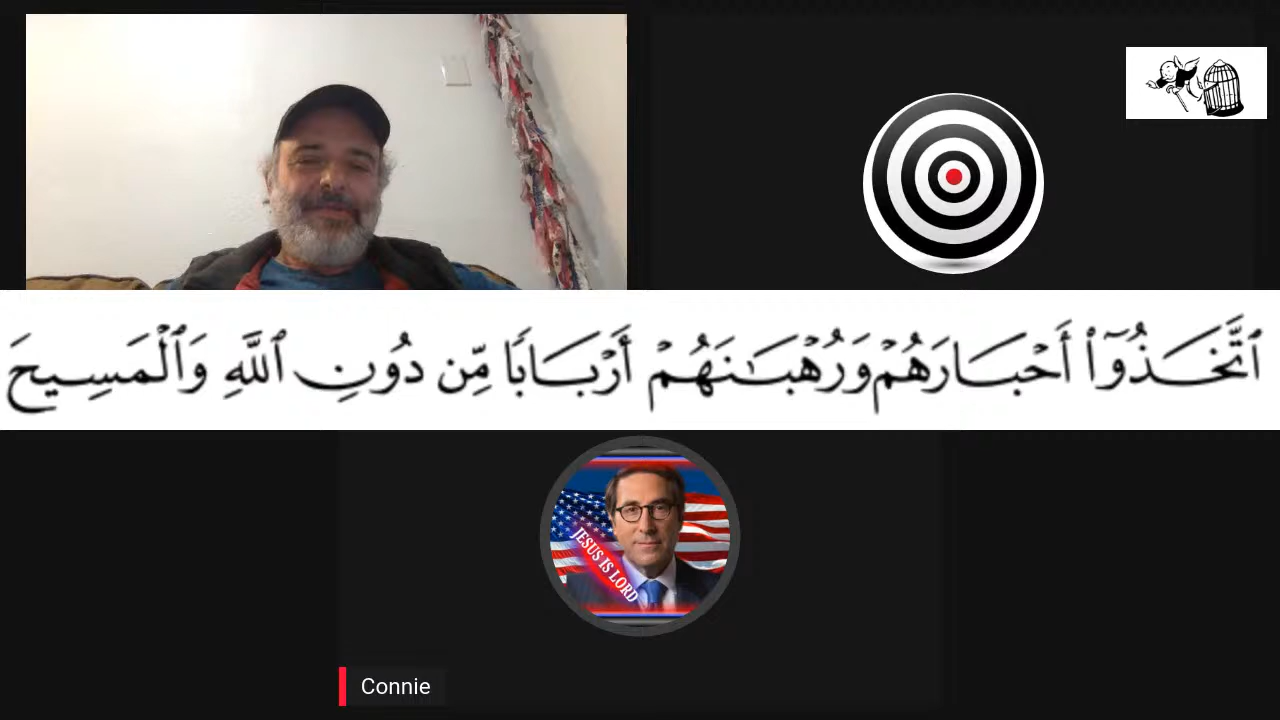 ٱتَّخَذُوٓا۟ أَحْبَارَهُمْ وَرُهْبَـٰنَهُمْ أَرْبَابًا مِّن دُونِ ٱللَّهِ وَٱلْمَسِيحَ
JESUS IS LORD
Connie